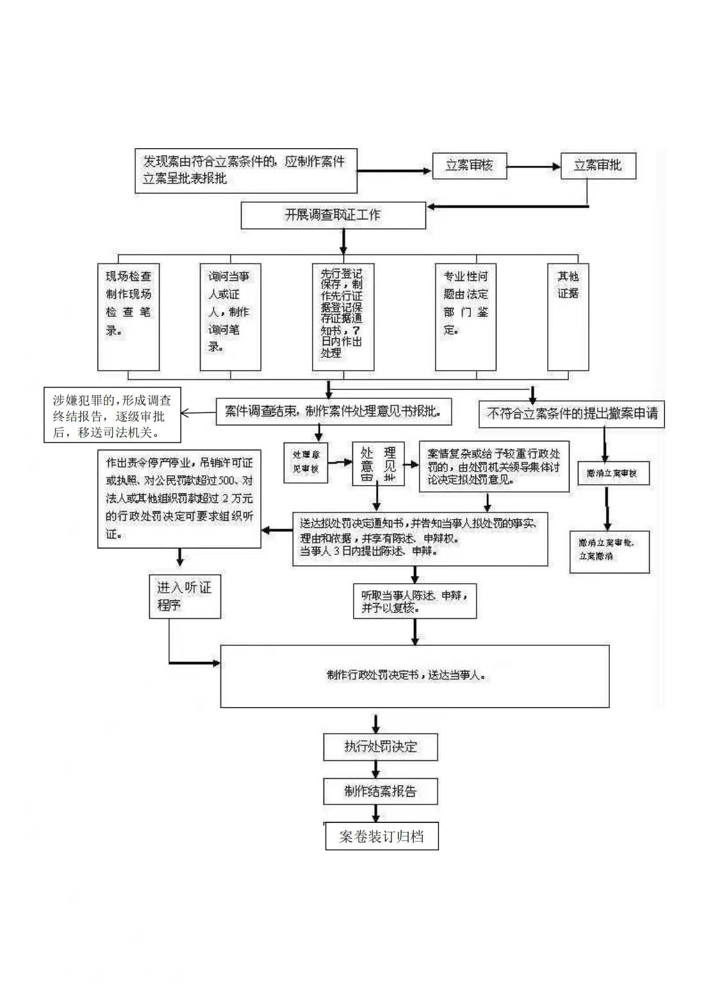 发现案由符合立案条件的，应制作案件
立案呈批表报批
立案审核
立案审批
开展调查取证工作
现场检查
制作现场
检查笔
录。
询问当事
人或证
人，制作
询问笔
录。
先行登记
保存，制
作先行证
据登记保
存证据通
知书，7
日内作出
处理
专业性问
题由法定
部门鉴
定。
其他
证据
涉嫌犯罪的，形成调查
终结报告，逐级审批
后，移送司法机关。
案件调查结束，制作案件处理意见书报批。
不符合立案条件的提出撤案申请
处理意
见审核
处理
意见
审批
案情复杂或给予较重行政处
罚的，由处罚机关领导集体讨
论决定拟处罚意见。
撤消立案审核
作出责令停产停业，吊销许可证
或执照、对公民罚款超过500、对
法人或其他组织罚款超过2万元
的行政处罚决定可要求组织听
证。
送达拟处罚决定通知书，并告知当事人拟处罚的事实、
理由和依据，并享有陈述、申辩权。
当事人3日内提出陈述、申辩。
撤消立案审批，
立案撤消
进入听证
程序
听取当事人陈述、申辩，
并予以复核。
制作行政处罚决定书，送达当事人。
执行处罚决定
制作结案报告
案卷装订归档